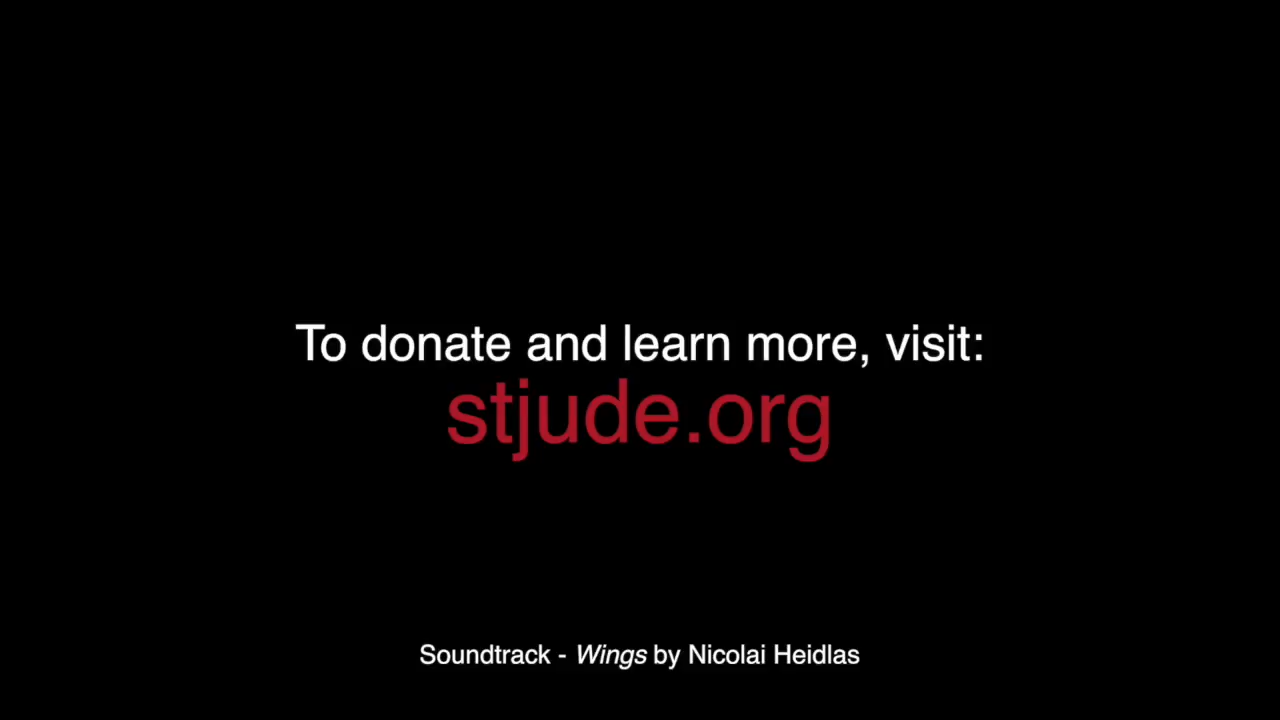 To donate and learn more, visit:
stjude.org
Soundtrack - Wings by Nicolai Heidlas